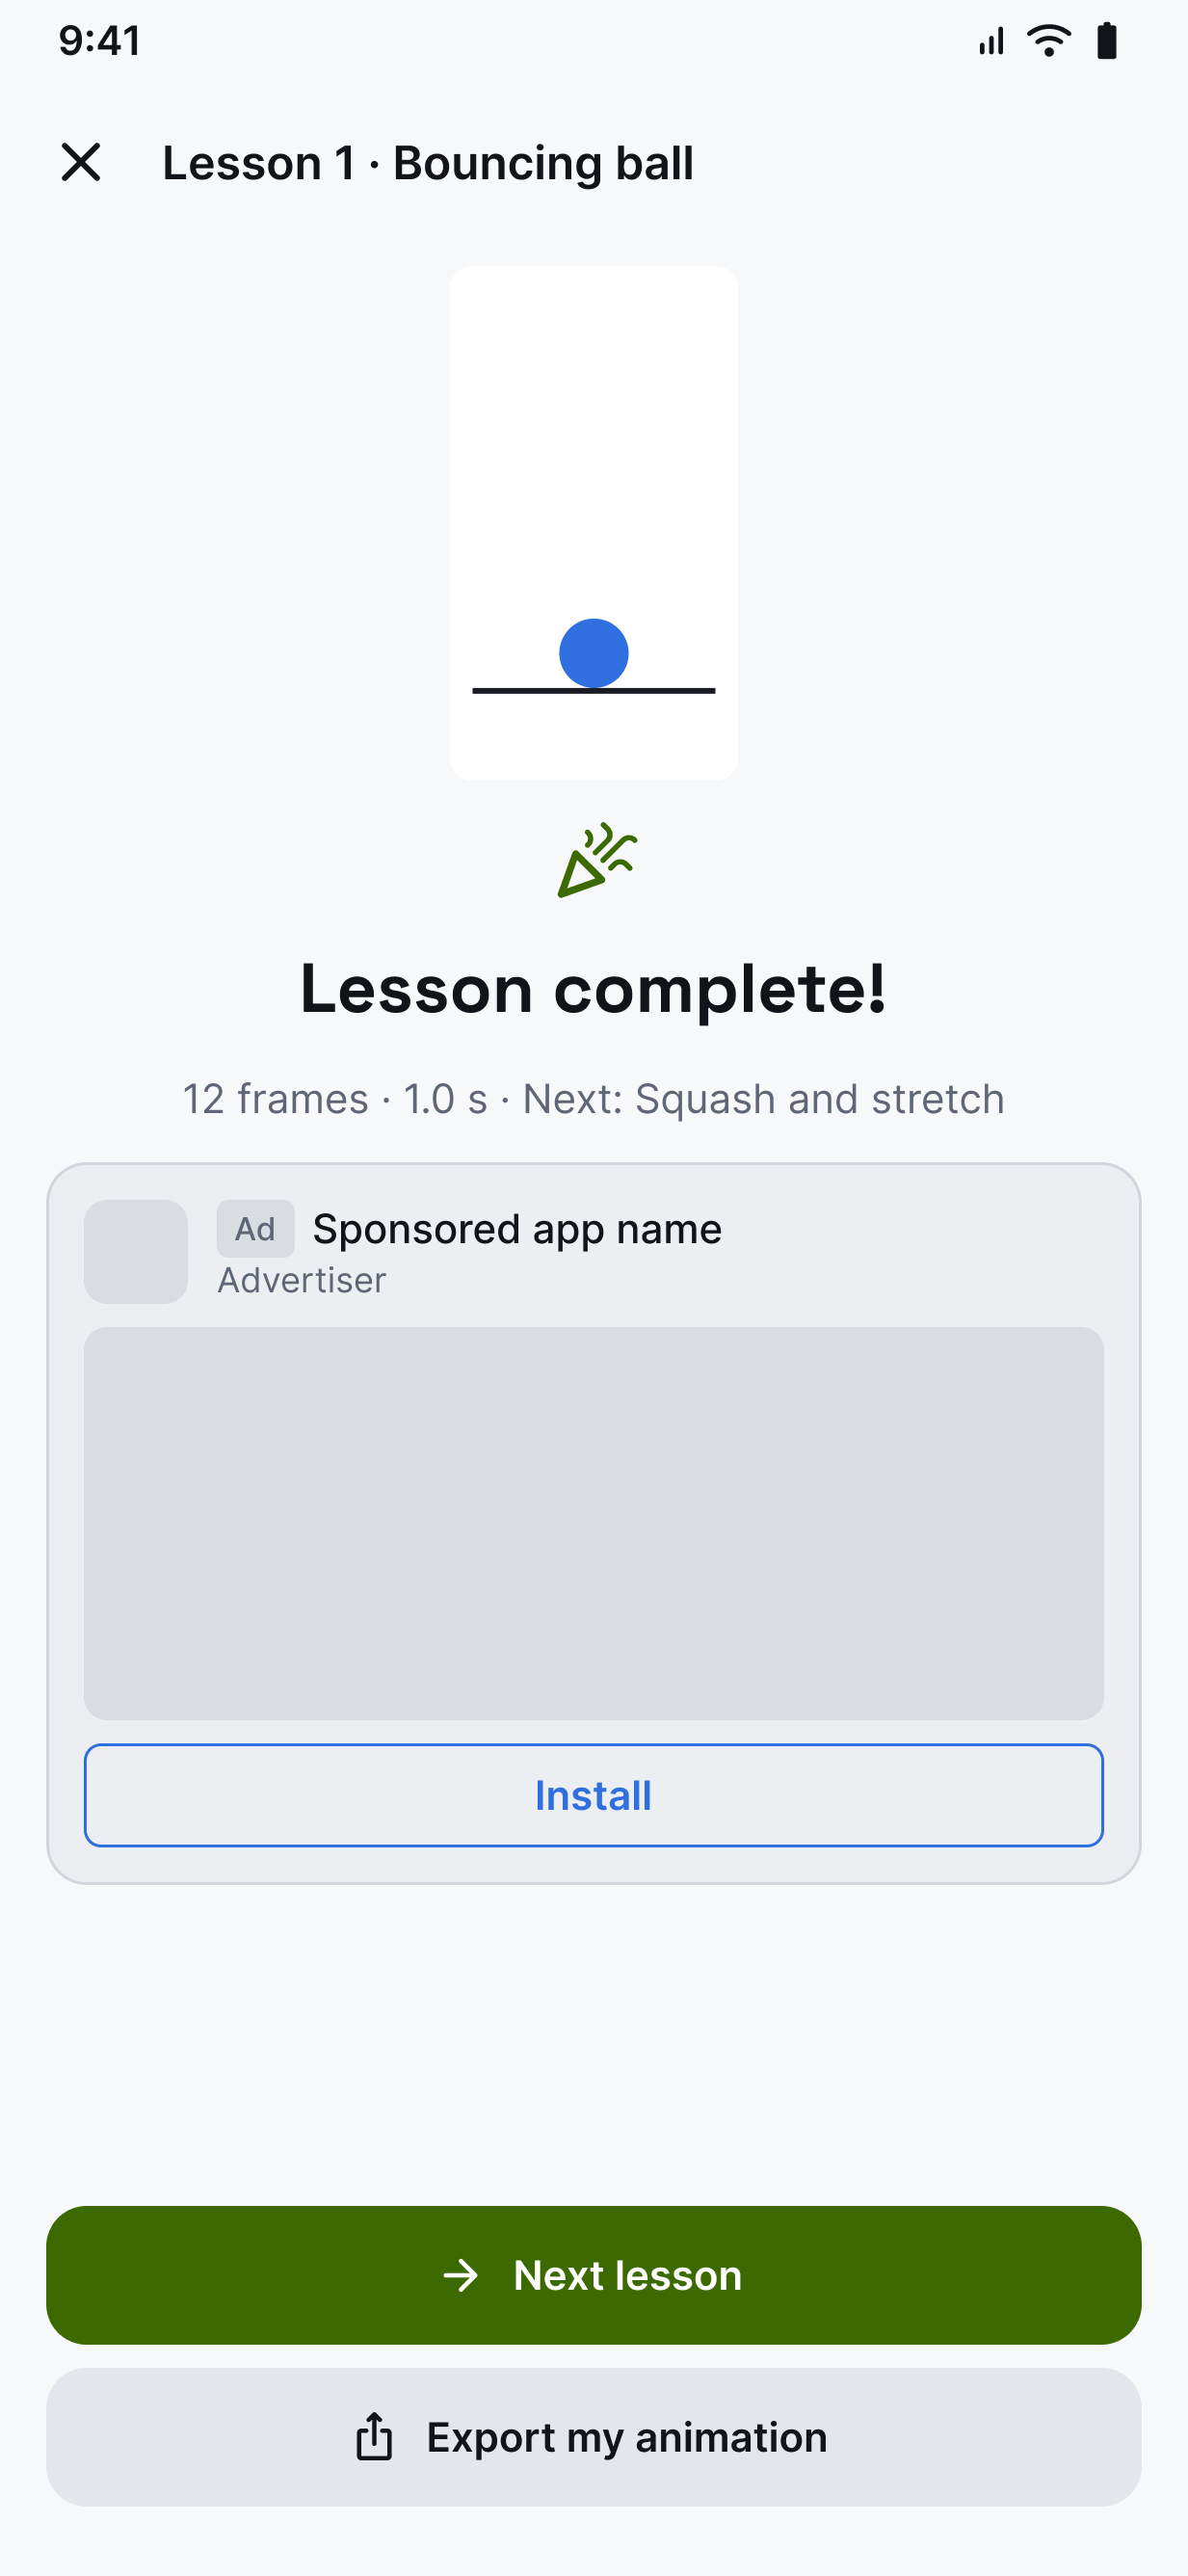 9:41
Lesson 1 · Bouncing ball
Lesson complete!
12 frames · 1.0 s · Next: Squash and stretch
Ad Sponsored app name
Advertiser
Install
Next lesson
Export my animation